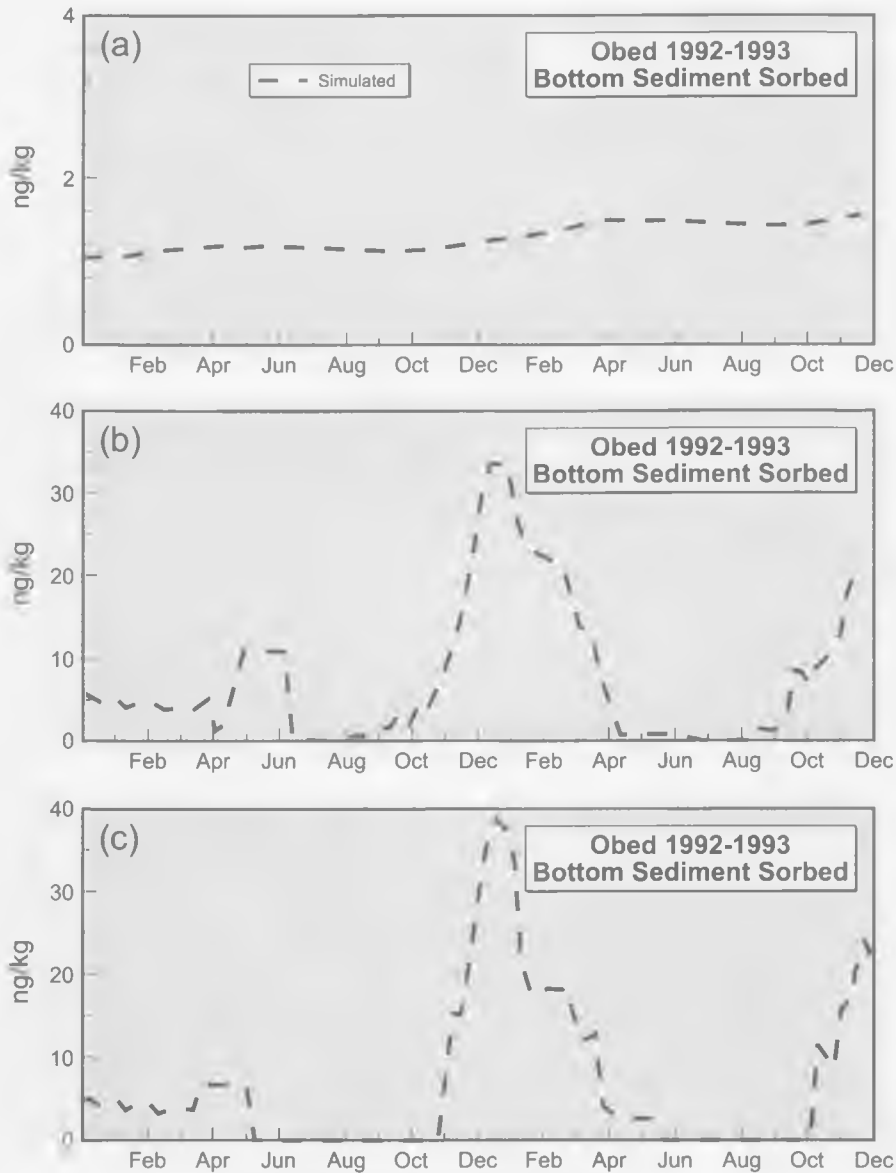 (a)
Obed 1992-1993
Bottom Sediment Sorbed
Simulated
ng/kg
4
2
0
Feb Apr Jun Aug Oct Dec Feb Apr Jun Aug Oct Dec
(b)
Obed 1992-1993
Bottom Sediment Sorbed
ng/kg
40
30
20
10
0
Feb Apr Jun Aug Oct Dec Feb Apr Jun Aug Oct Dec
(c)
Obed 1992-1993
Bottom Sediment Sorbed
ng/kg
40
30
20
10
0
Feb Apr Jun Aug Oct Dec Feb Apr Jun Aug Oct Dec